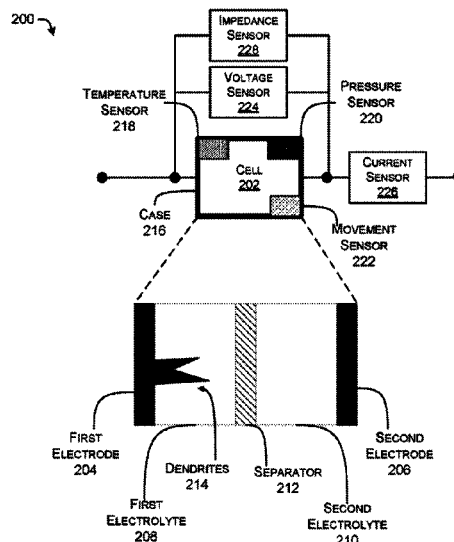 200
IMPEDANCE
SENSOR
228
VOLTAGE
SENSOR
224
TEMPERATURE
SENSOR
218
PRESSURE
SENSOR
220
CELL
202
CURRENT
SENSOR
226
CASE
216
MOVEMENT
SENSOR
222
FIRST
ELECTRODE
204
DENDRITES
214
SEPARATOR
212
SECOND
ELECTRODE
206
FIRST
ELECTROLYTE
208
SECOND
ELECTROLYTE
210